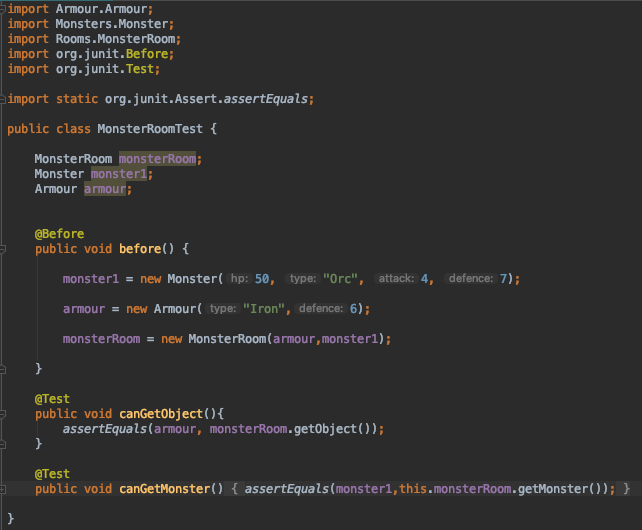 import Armour.Armour;
import Monsters.Monster;
import Rooms.MonsterRoom;
import org.junit.Before;
import org.junit.Test;
import static org.junit.Assert.assertEquals;
public class MonsterRoomTest {
MonsterRoom monsterRoom;
Monster monster1;
Armour armour;
@Before
public void before() {
monster1 = new Monster( hp: 50, type: "Orc", attack: 4, defence: 7);
armour = new Armour( type: "Iron", defence: 6);
monsterRoom = new MonsterRoom(armour,monster1);
}
@Test
public void canGetObject(){
assertEquals(armour, monsterRoom.getObject());
}
@Test
public void canGetMonster() { assertEquals(monster1,this.monsterRoom.getMonster()); }
}